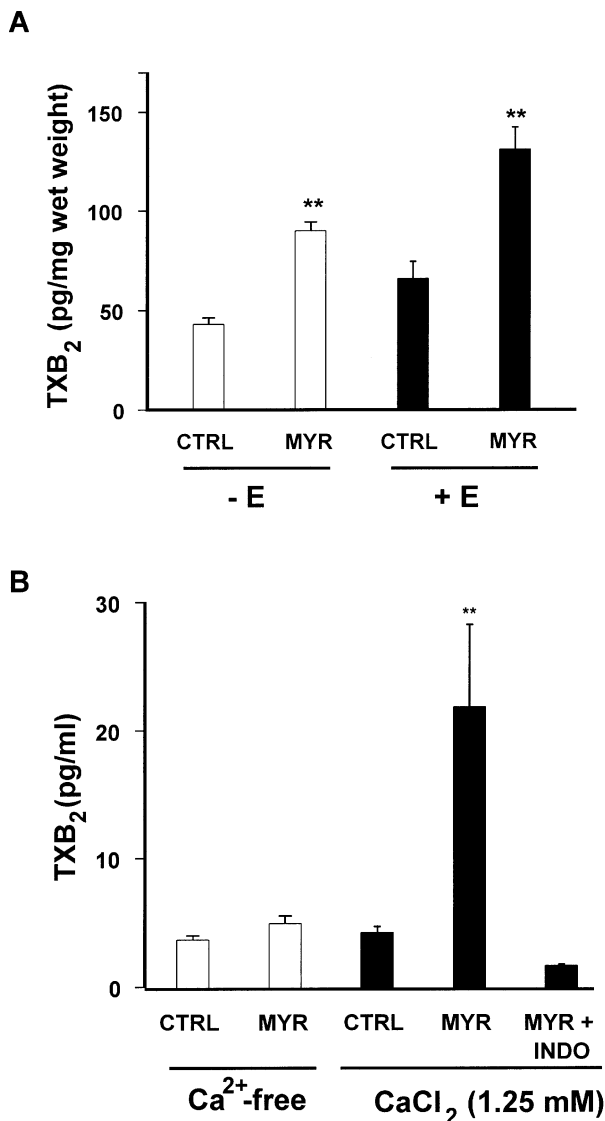 A
TXB2 (pg/mg wet weight)
150
100
50
0
**
**
CTRL MYR CTRL MYR
- E + E
B
TXB2(pg/ml)
30
20
10
0
**
CTRL MYR CTRL MYR MYR +
INDO
Ca2+-free CaCl2 (1.25 mM)